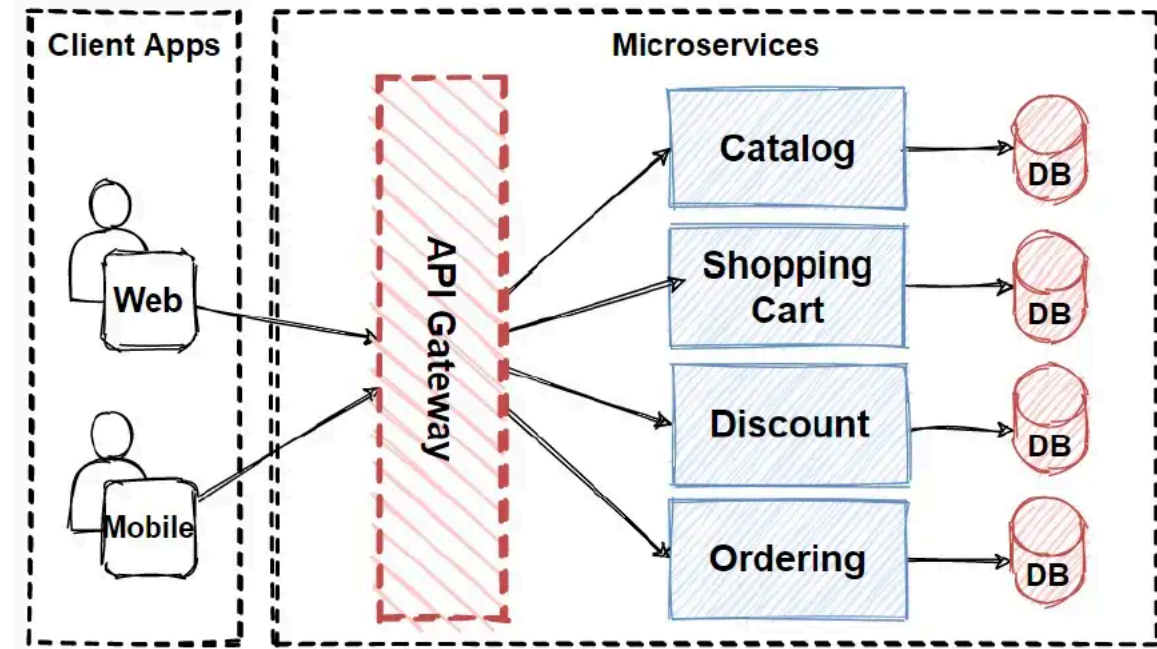 Client Apps
Microservices
Web
Mobile
API Gateway
Catalog
DB
Shopping
Cart
DB
Discount
DB
Ordering
DB